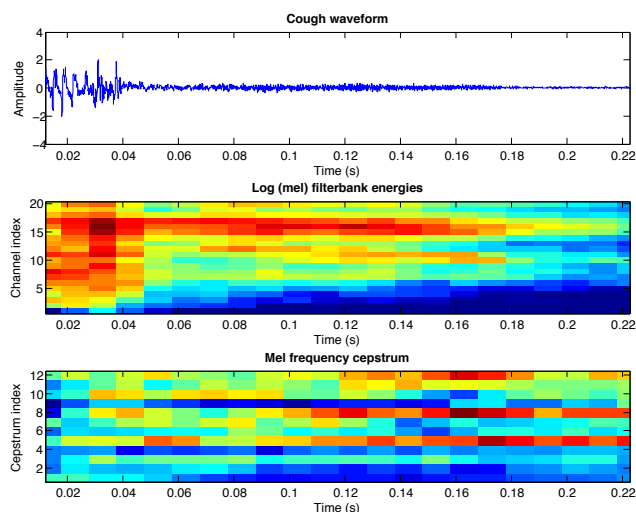 Cough waveform
Amplitude
4
2
0
−2
−4
0.02 0.04 0.06 0.08 0.1 0.12 0.14 0.16 0.18 0.2 0.22
Time (s)
Log (mel) filterbank energies
Channel index
20
15
10
5
0.02 0.04 0.06 0.08 0.1 0.12 0.14 0.16 0.18 0.2 0.22
Time (s)
Mel frequency cepstrum
Cepstrum index
12
10
8
6
4
2
0.02 0.04 0.06 0.08 0.1 0.12 0.14 0.16 0.18 0.2 0.22
Time (s)